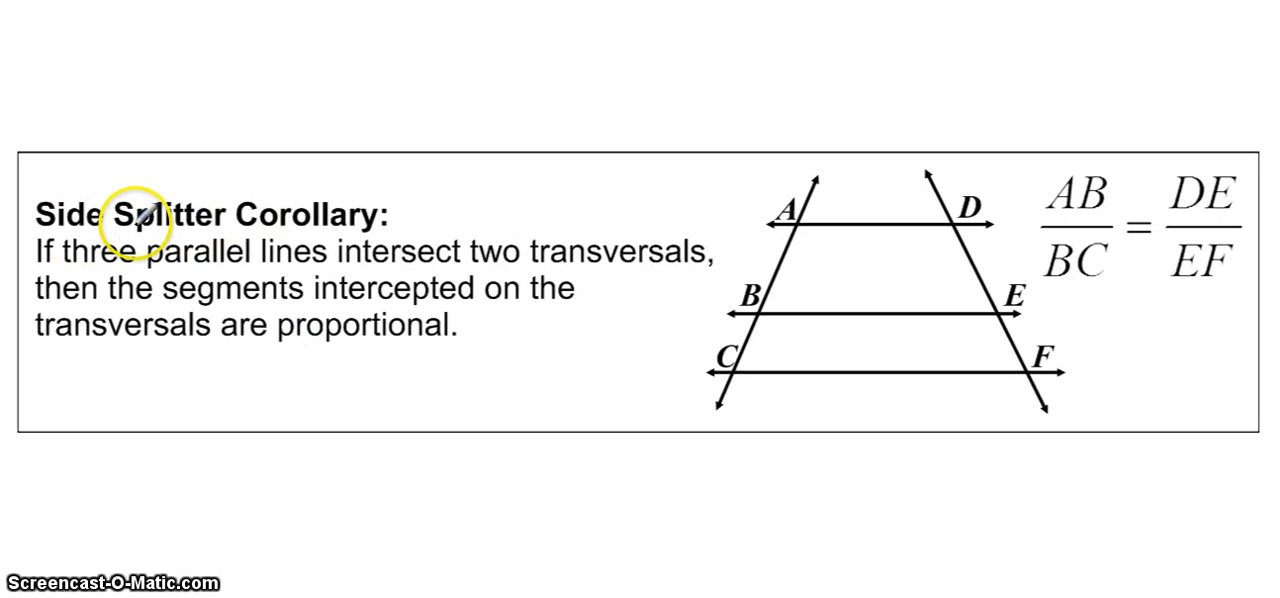 Side Splitter Corollary:
If three parallel lines intersect two transversals,
then the segments intercepted on the
transversals are proportional.
A
D
B
E
C
F
AB/BC = DE/EF
Screencast-O-Matic.com